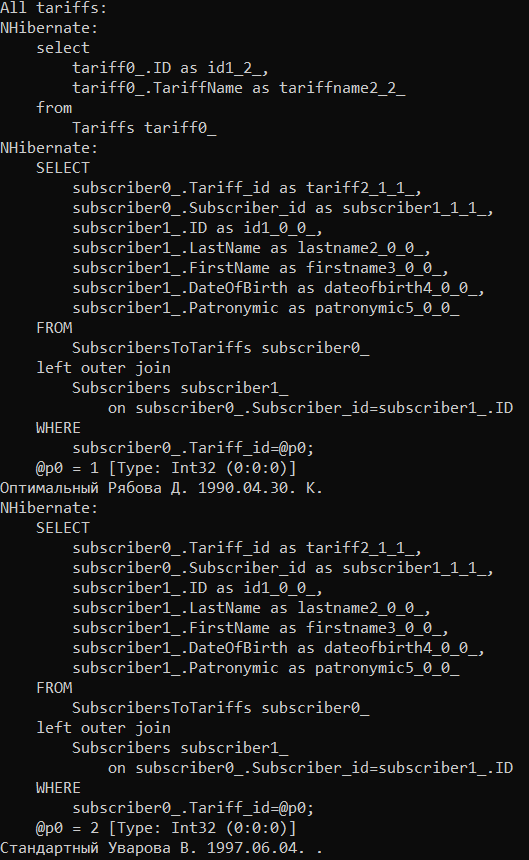 All tariffs:
NHibernate:
    select
        tariff0_.ID as id1_2_,
        tariff0_.TariffName as tariffname2_2_
    from
        Tariffs tariff0_
NHibernate:
    SELECT
        subscriber0_.Tariff_id as tariff2_1_1_,
        subscriber0_.Subscriber_id as subscriber1_1_1_,
        subscriber1_.ID as id1_0_0_,
        subscriber1_.LastName as lastname2_0_0_,
        subscriber1_.FirstName as firstname3_0_0_,
        subscriber1_.DateOfBirth as dateofbirth4_0_0_,
        subscriber1_.Patronymic as patronymic5_0_0_
    FROM
        SubscribersToTariffs subscriber0_
    left outer join
        Subscribers subscriber1_
            on subscriber0_.Subscriber_id=subscriber1_.ID
    WHERE
        subscriber0_.Tariff_id=@p0;
    @p0 = 1 [Type: Int32 (0:0:0)]
Оптимальный Рябова Д. 1990.04.30. К.
NHibernate:
    SELECT
        subscriber0_.Tariff_id as tariff2_1_1_,
        subscriber0_.Subscriber_id as subscriber1_1_1_,
        subscriber1_.ID as id1_0_0_,
        subscriber1_.LastName as lastname2_0_0_,
        subscriber1_.FirstName as firstname3_0_0_,
        subscriber1_.DateOfBirth as dateofbirth4_0_0_,
        subscriber1_.Patronymic as patronymic5_0_0_
    FROM
        SubscribersToTariffs subscriber0_
    left outer join
        Subscribers subscriber1_
            on subscriber0_.Subscriber_id=subscriber1_.ID
    WHERE
        subscriber0_.Tariff_id=@p0;
    @p0 = 2 [Type: Int32 (0:0:0)]
Стандартный Уварова В. 1997.06.04. .